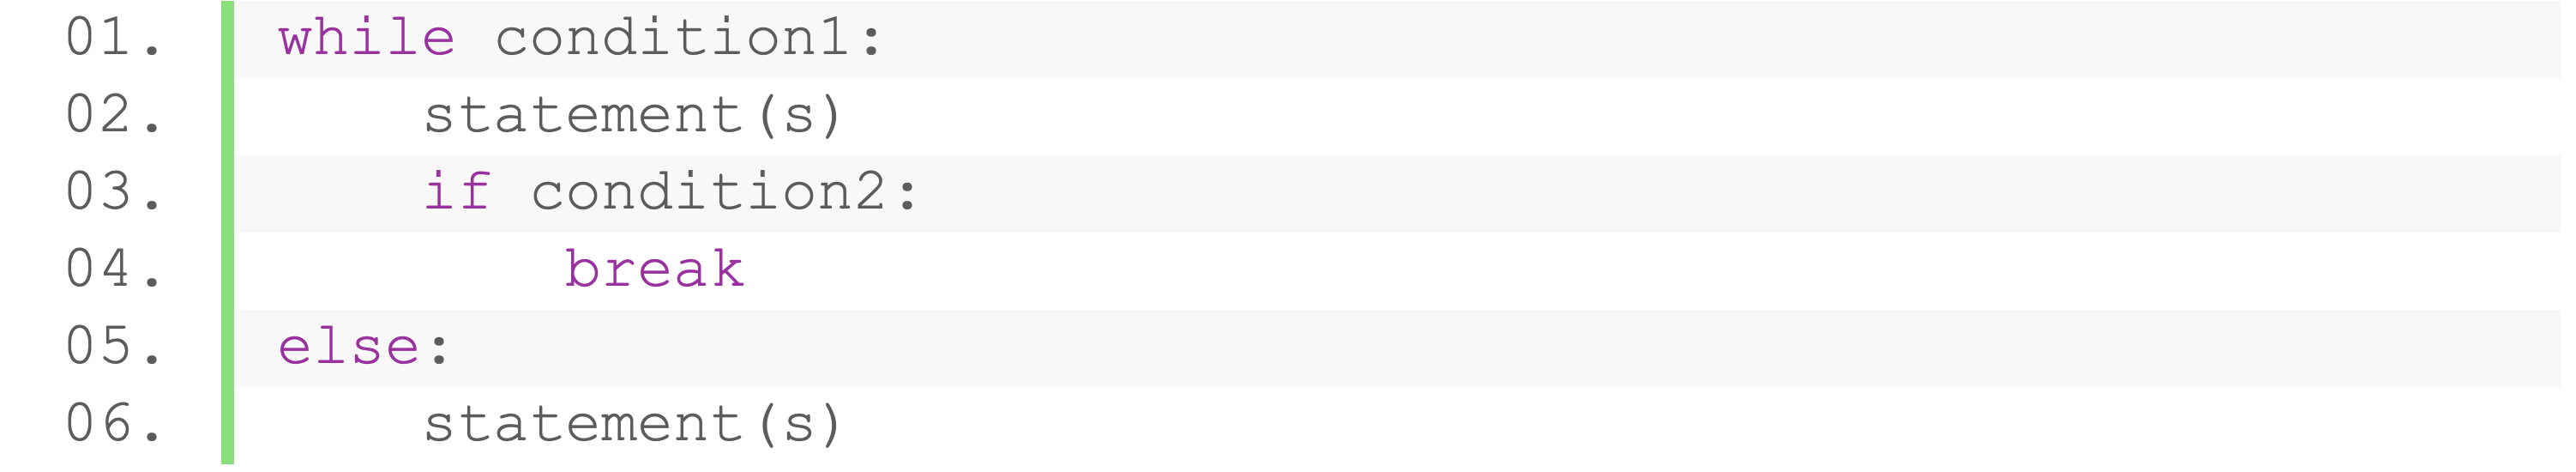 01. while condition1:
02.     statement(s)
03.     if condition2:
04.         break
05. else:
06.     statement(s)